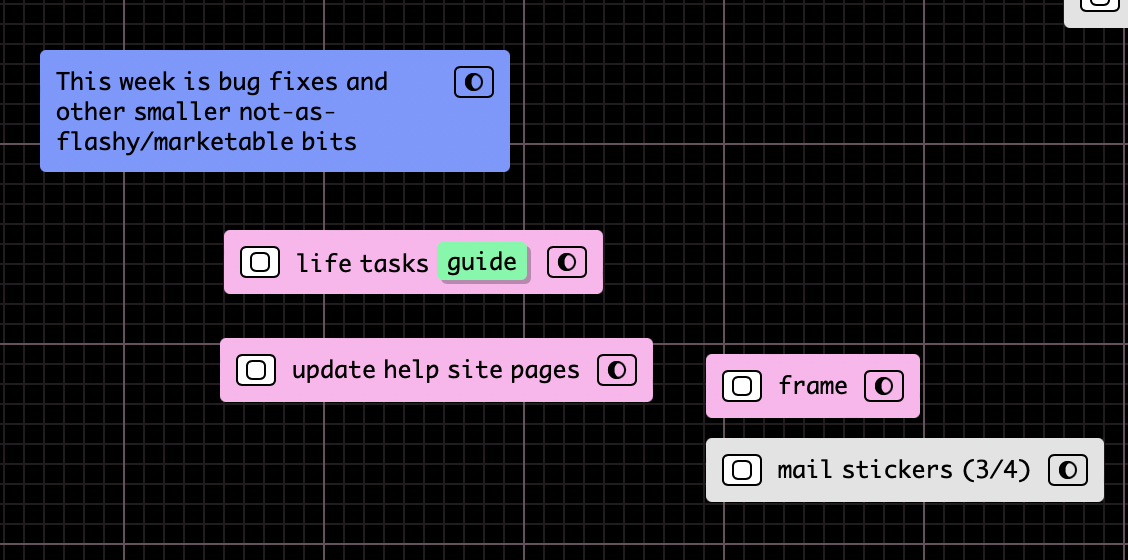 This week is bug fixes and
other smaller not-as-
flashy/marketable bits
life tasks guide
update help site pages
frame
mail stickers (3/4)